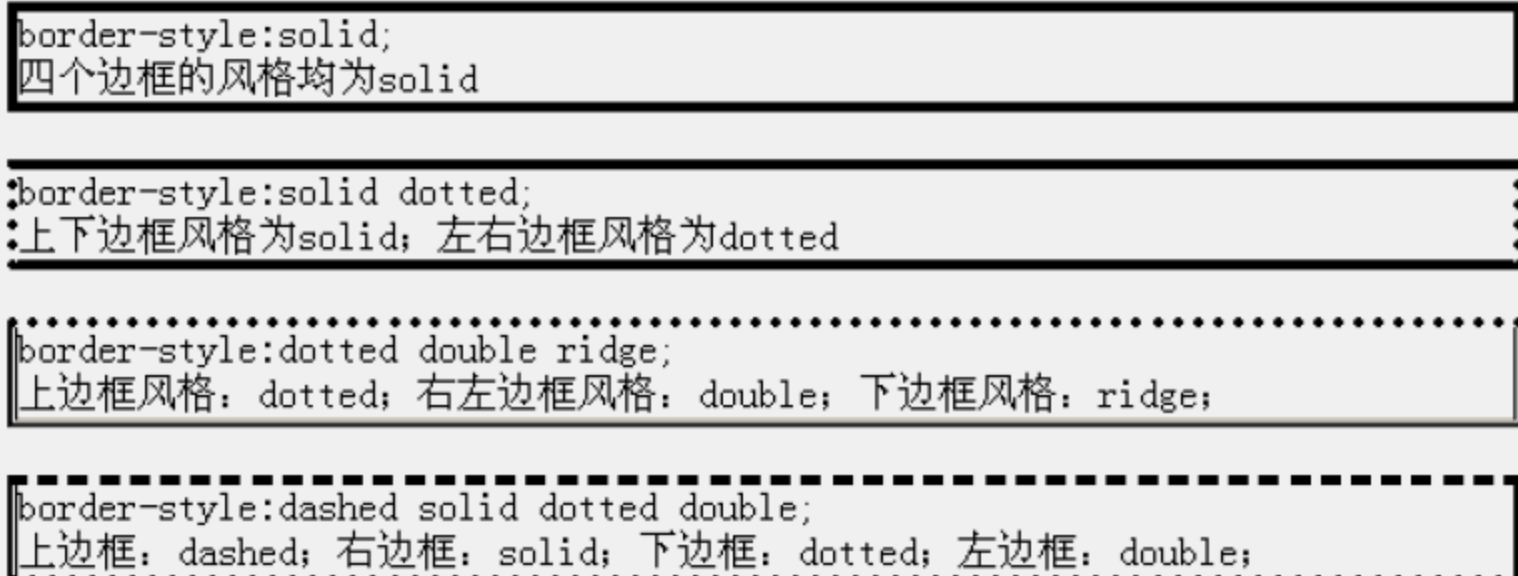 border-style:solid;
四个边框的风格均为solid
border-style:solid dotted;
上下边框风格为solid；左右边框风格为dotted
border-style:dotted double ridge;
上边框风格：dotted；右左边框风格：double；下边框风格：ridge；
border-style:dashed solid dotted double;
上边框：dashed；右边框：solid；下边框：dotted；左边框：double；